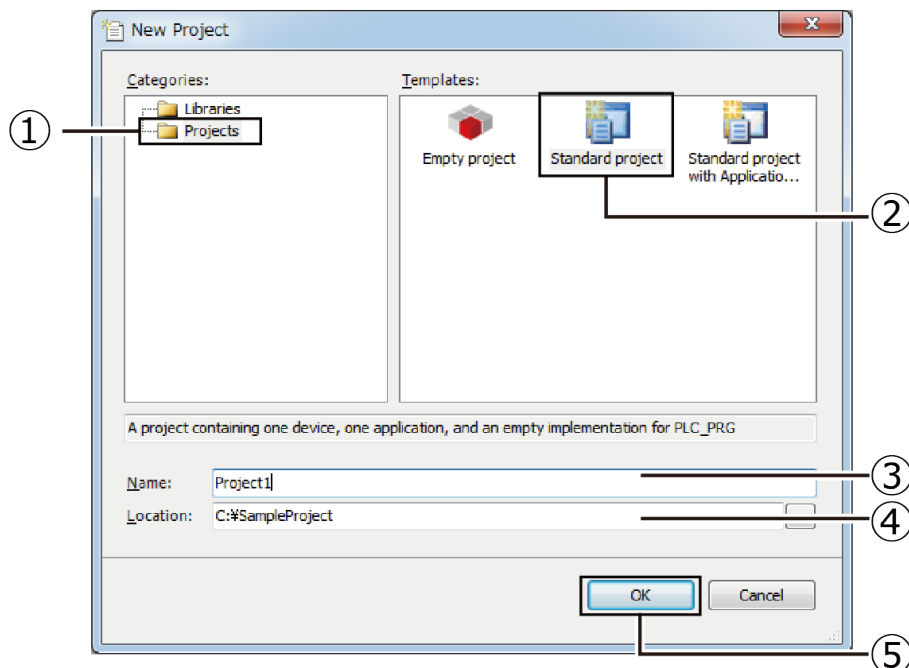 New Project
Categories:
Templates:
Libraries
Projects
Empty project
Standard project
Standard project
with Applicatio...
①
②
A project containing one device, one application, and an empty implementation for PLC_PRG
Name: Project1
③
Location: C:¥SampleProject
④
OK
Cancel
⑤